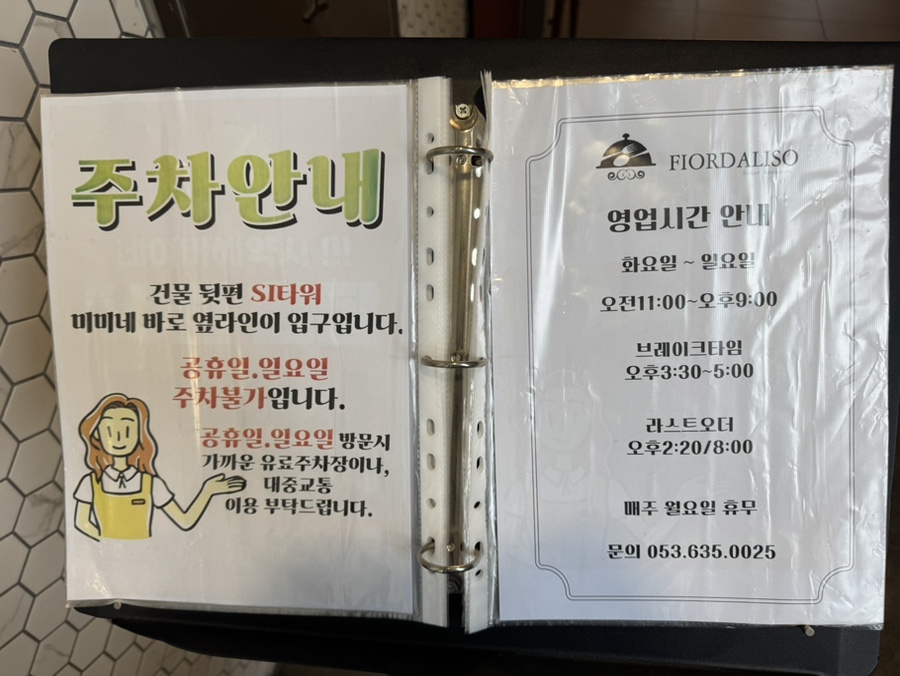 주차안내
건물 뒷편 SI타워
미미네 바로 옆라인이 입구입니다.
공휴일.일요일
주차불가입니다.
공휴일.일요일 방문시
가까운 유료주차장이나,
대중교통
이용 부탁드립니다.
FIORDALISO
영업시간 안내
화요일 ~ 일요일
오전11:00~오후9:00
브레이크타임
오후3:30~5:00
라스트오더
오후2:20/8:00
매주 월요일 휴무
문의 053.635.0025